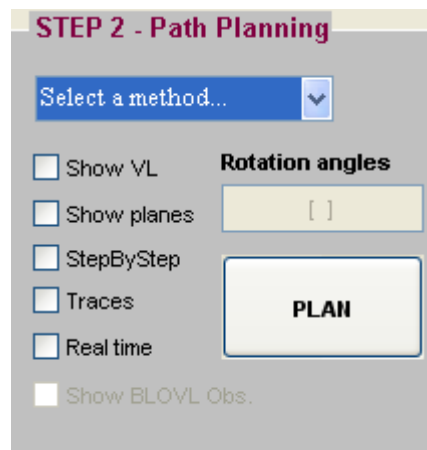 STEP 2 - Path Planning
Select a method...
Show VL
Rotation angles
Show planes
[ ]
StepByStep
Traces
PLAN
Real time
Show BLOVL Obs.